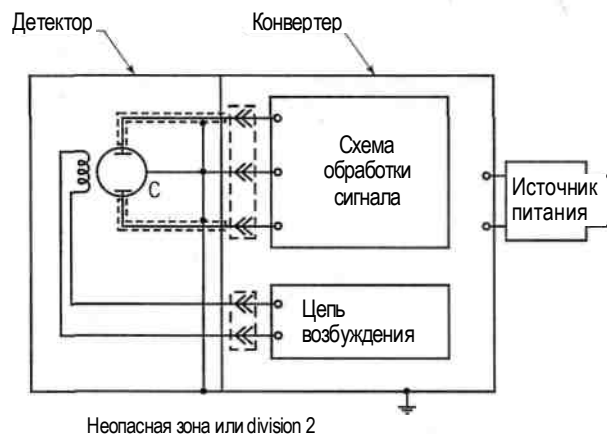 Детектор
Конвертер
Схема
обработки
сигнала
Источник
питания
C
Цепь
возбуждения
Неопасная зона или division 2